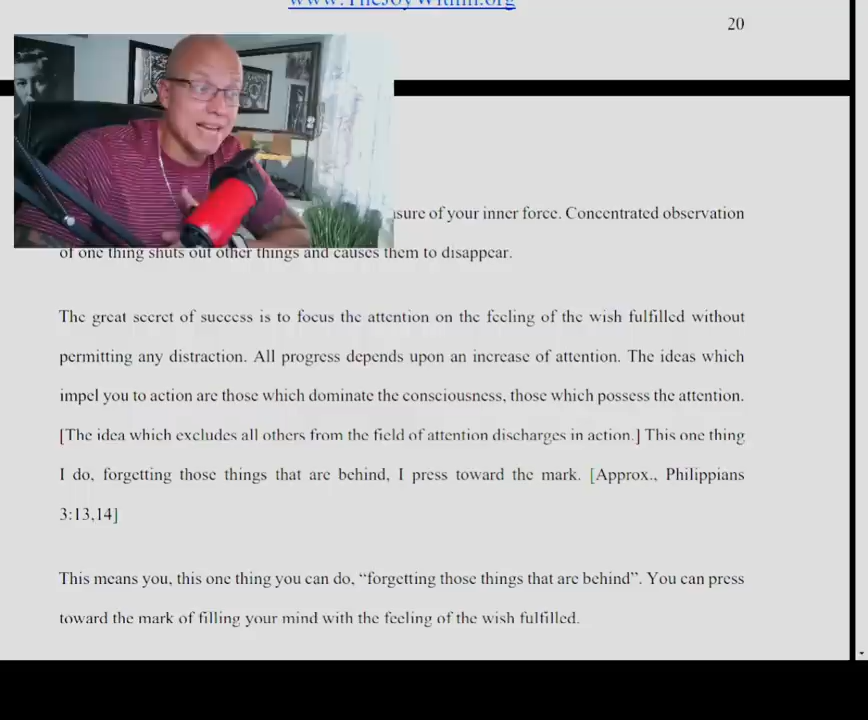 www.TheJoyWithin.org
20
sure of your inner force. Concentrated observation
of one thing shuts out other things and causes them to disappear.
The great secret of success is to focus the attention on the feeling of the wish fulfilled without
permitting any distraction. All progress depends upon an increase of attention. The ideas which
impel you to action are those which dominate the consciousness, those which possess the attention.
[The idea which excludes all others from the field of attention discharges in action.] This one thing
I do, forgetting those things that are behind, I press toward the mark. [Approx., Philippians
3:13,14]
This means you, this one thing you can do, “forgetting those things that are behind”. You can press
toward the mark of filling your mind with the feeling of the wish fulfilled.